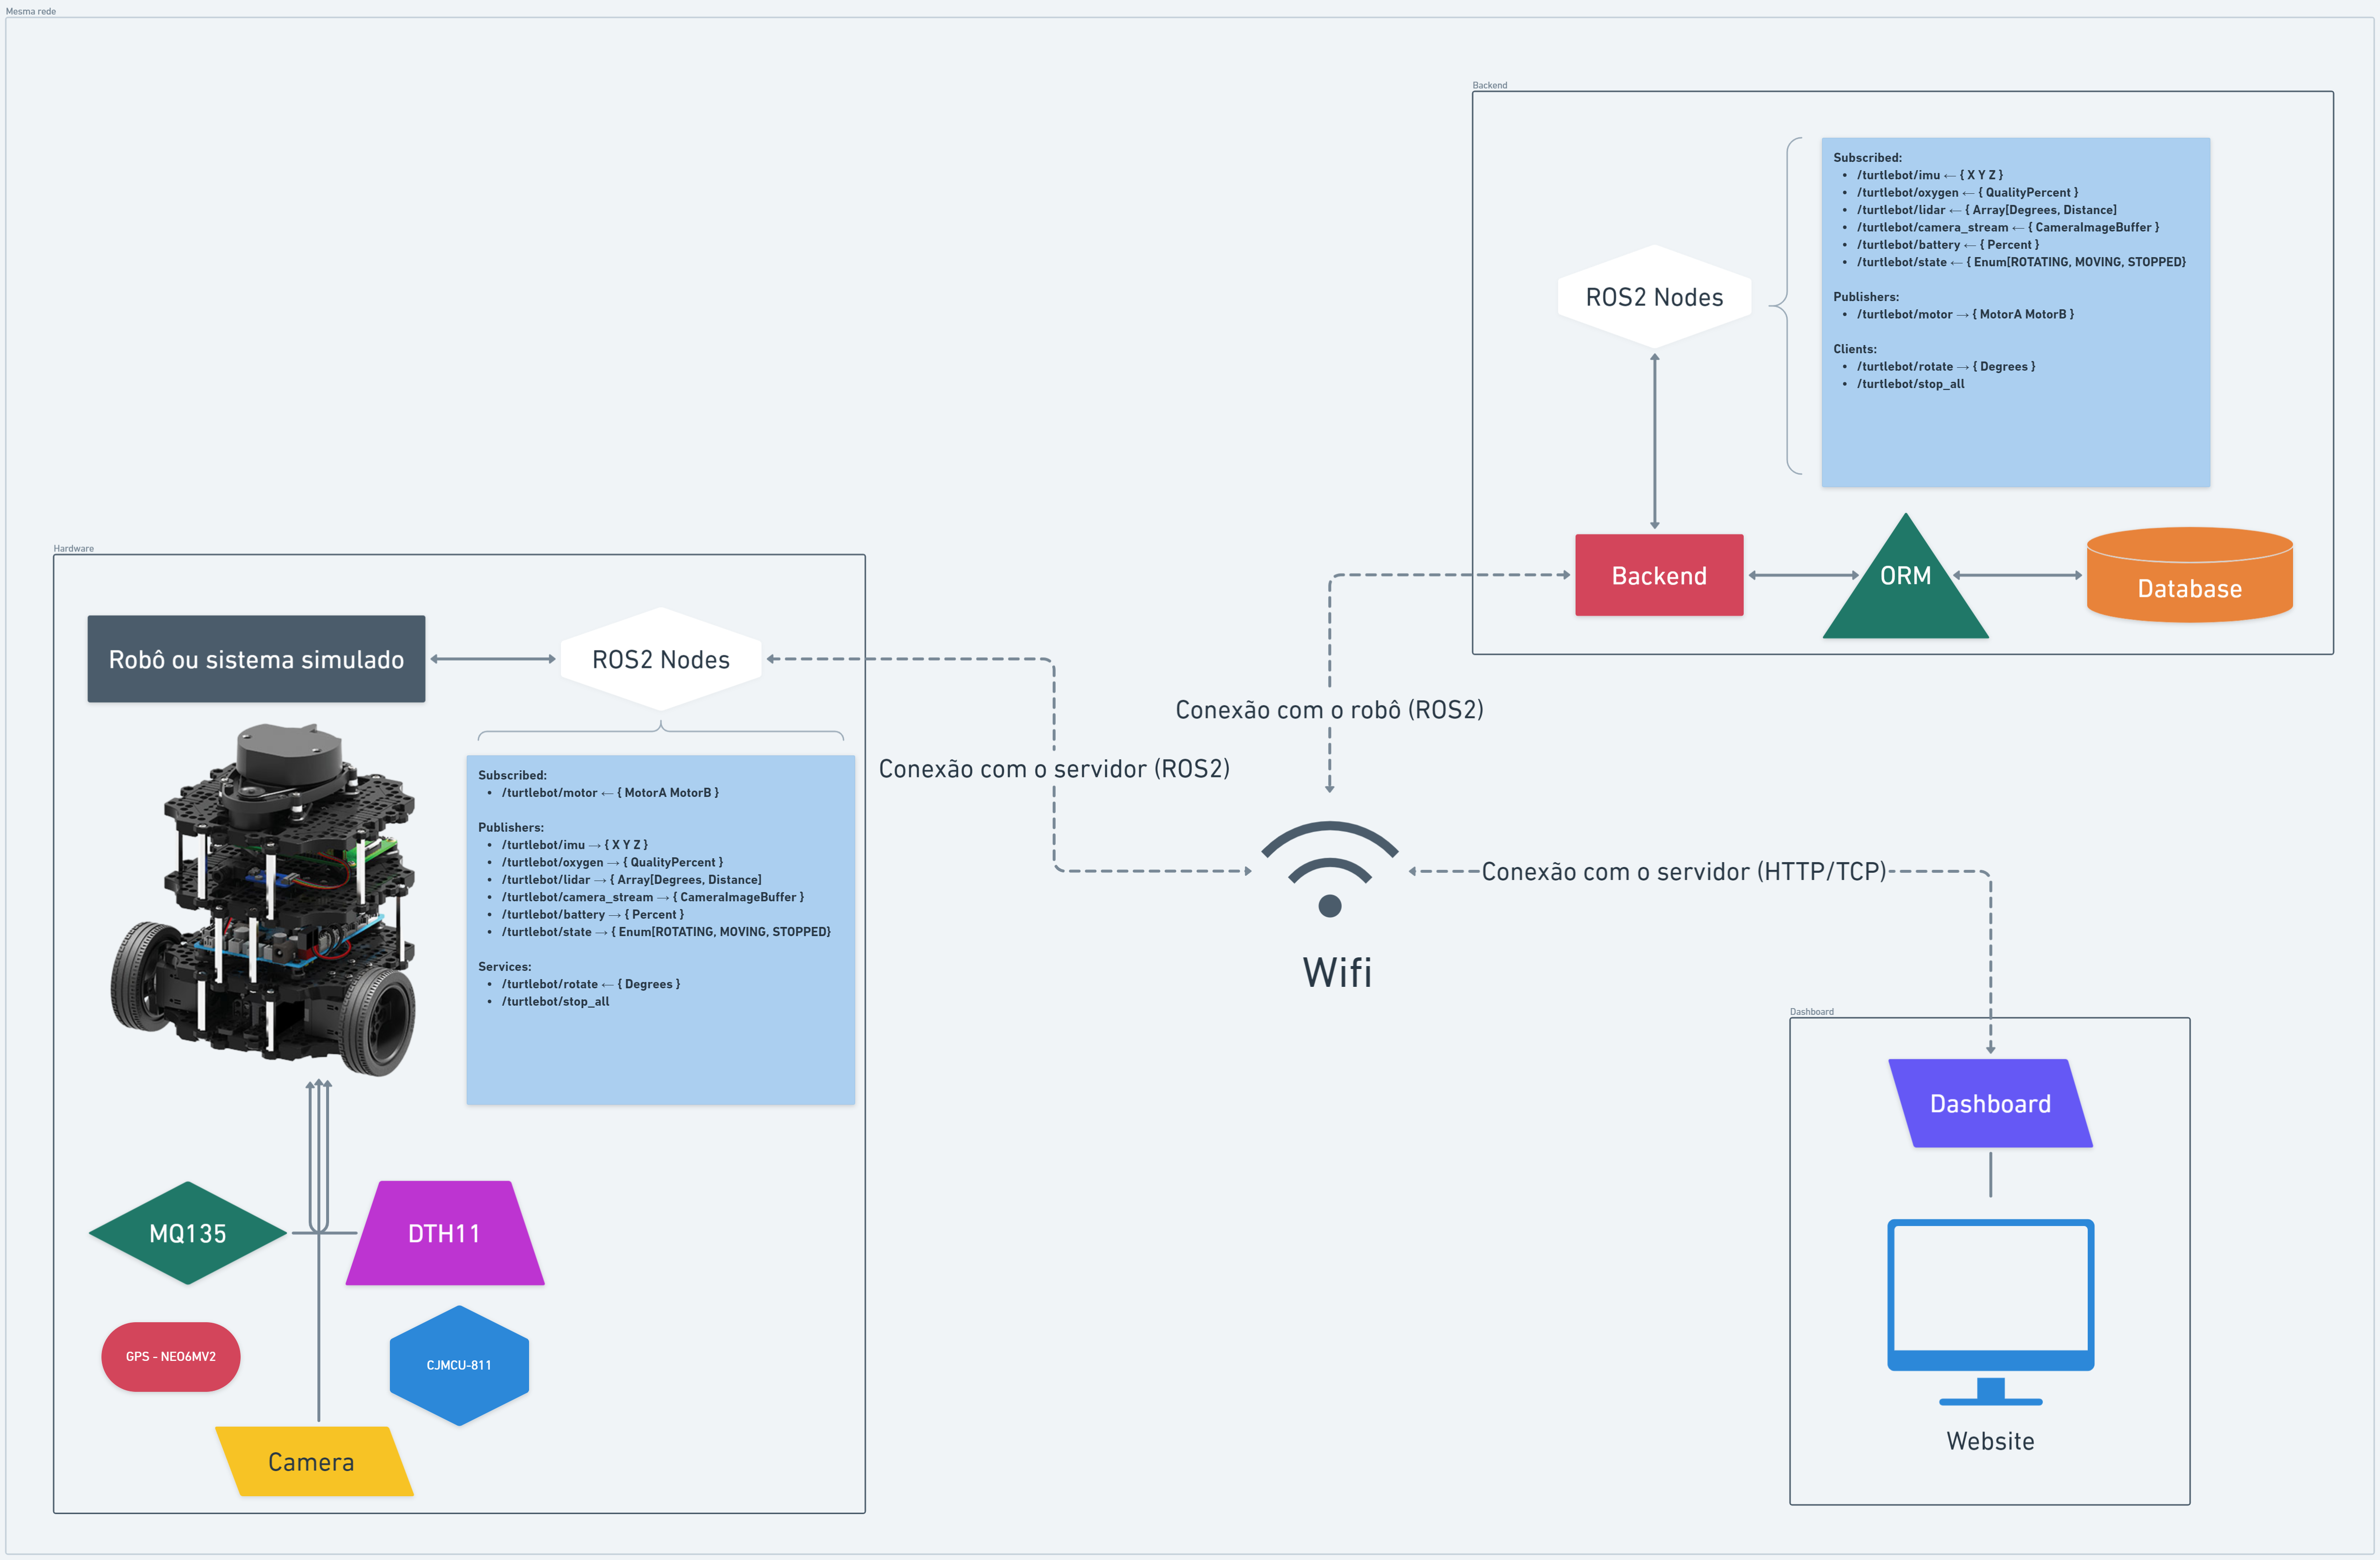 Mesma rede
Backend
Subscribed:
• /turtlebot/imu ← { X Y Z }
• /turtlebot/oxygen ← { QualityPercent }
• /turtlebot/lidar ← { Array[Degrees, Distance]
• /turtlebot/camera_stream ← { CameraImageBuffer }
• /turtlebot/battery ← { Percent }
• /turtlebot/state ← { Enum[ROTATING, MOVING, STOPPED}
Publishers:
• /turtlebot/motor → { MotorA MotorB }
Clients:
• /turtlebot/rotate → { Degrees }
• /turtlebot/stop_all
ROS2 Nodes
Backend
ORM
Database
Hardware
Robô ou sistema simulado
ROS2 Nodes
Subscribed:
• /turtlebot/motor ← { MotorA MotorB }
Publishers:
• /turtlebot/imu → { X Y Z }
• /turtlebot/oxygen → { QualityPercent }
• /turtlebot/lidar → { Array[Degrees, Distance]
• /turtlebot/camera_stream → { CameraImageBuffer }
• /turtlebot/battery → { Percent }
• /turtlebot/state → { Enum[ROTATING, MOVING, STOPPED}
Services:
• /turtlebot/rotate ← { Degrees }
• /turtlebot/stop_all
MQ135
DTH11
GPS - NEO6MV2
CJMCU-811
Camera
Conexão com o robô (ROS2)
Conexão com o servidor (ROS2)
Conexão com o servidor (HTTP/TCP)
Wifi
Dashboard
Dashboard
Website